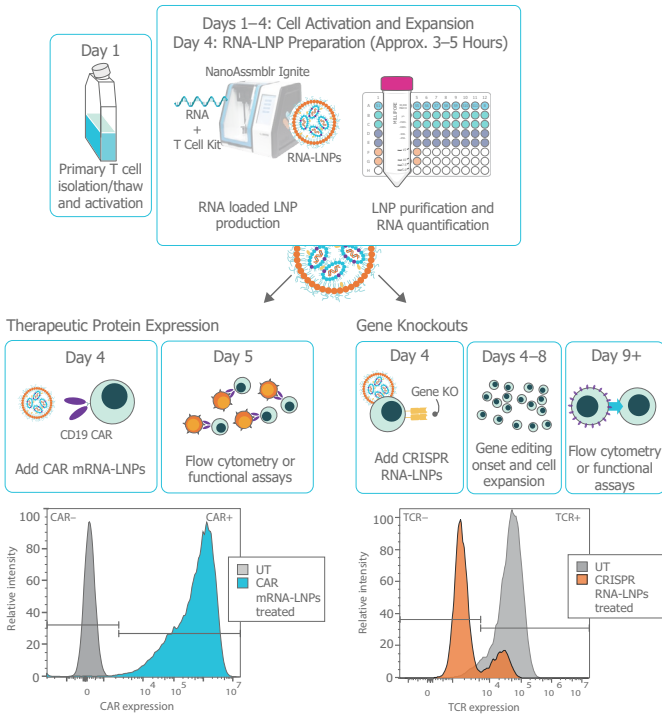 Day 1
Primary T cell
isolation/thaw
and activation
Days 1–4: Cell Activation and Expansion
Day 4: RNA-LNP Preparation (Approx. 3–5 Hours)
NanoAssmblr Ignite
RNA
+
T Cell Kit
RNA-LNPs
RNA loaded LNP
production
LNP purification and
RNA quantification
Therapeutic Protein Expression
Day 4
CD19 CAR
Add CAR mRNA-LNPs
Day 5
Flow cytometry or
functional assays
Gene Knockouts
Day 4
Gene KO
Add CRISPR
RNA-LNPs
Days 4–8
Gene editing
onset and cell
expansion
Day 9+
Flow cytometry
or functional
assays
CAR–
CAR+
Relative intensity
100
80
60
40
20
0
UT
CAR
mRNA-LNPs
treated
0
10 4
10 5
10 7
CAR expression
TCR–
TCR+
Relative intensity
100
80
60
40
20
0
UT
CRISPR
RNA-LNPs
treated
0
10 4
10 5
10 6
10 7
TCR expression